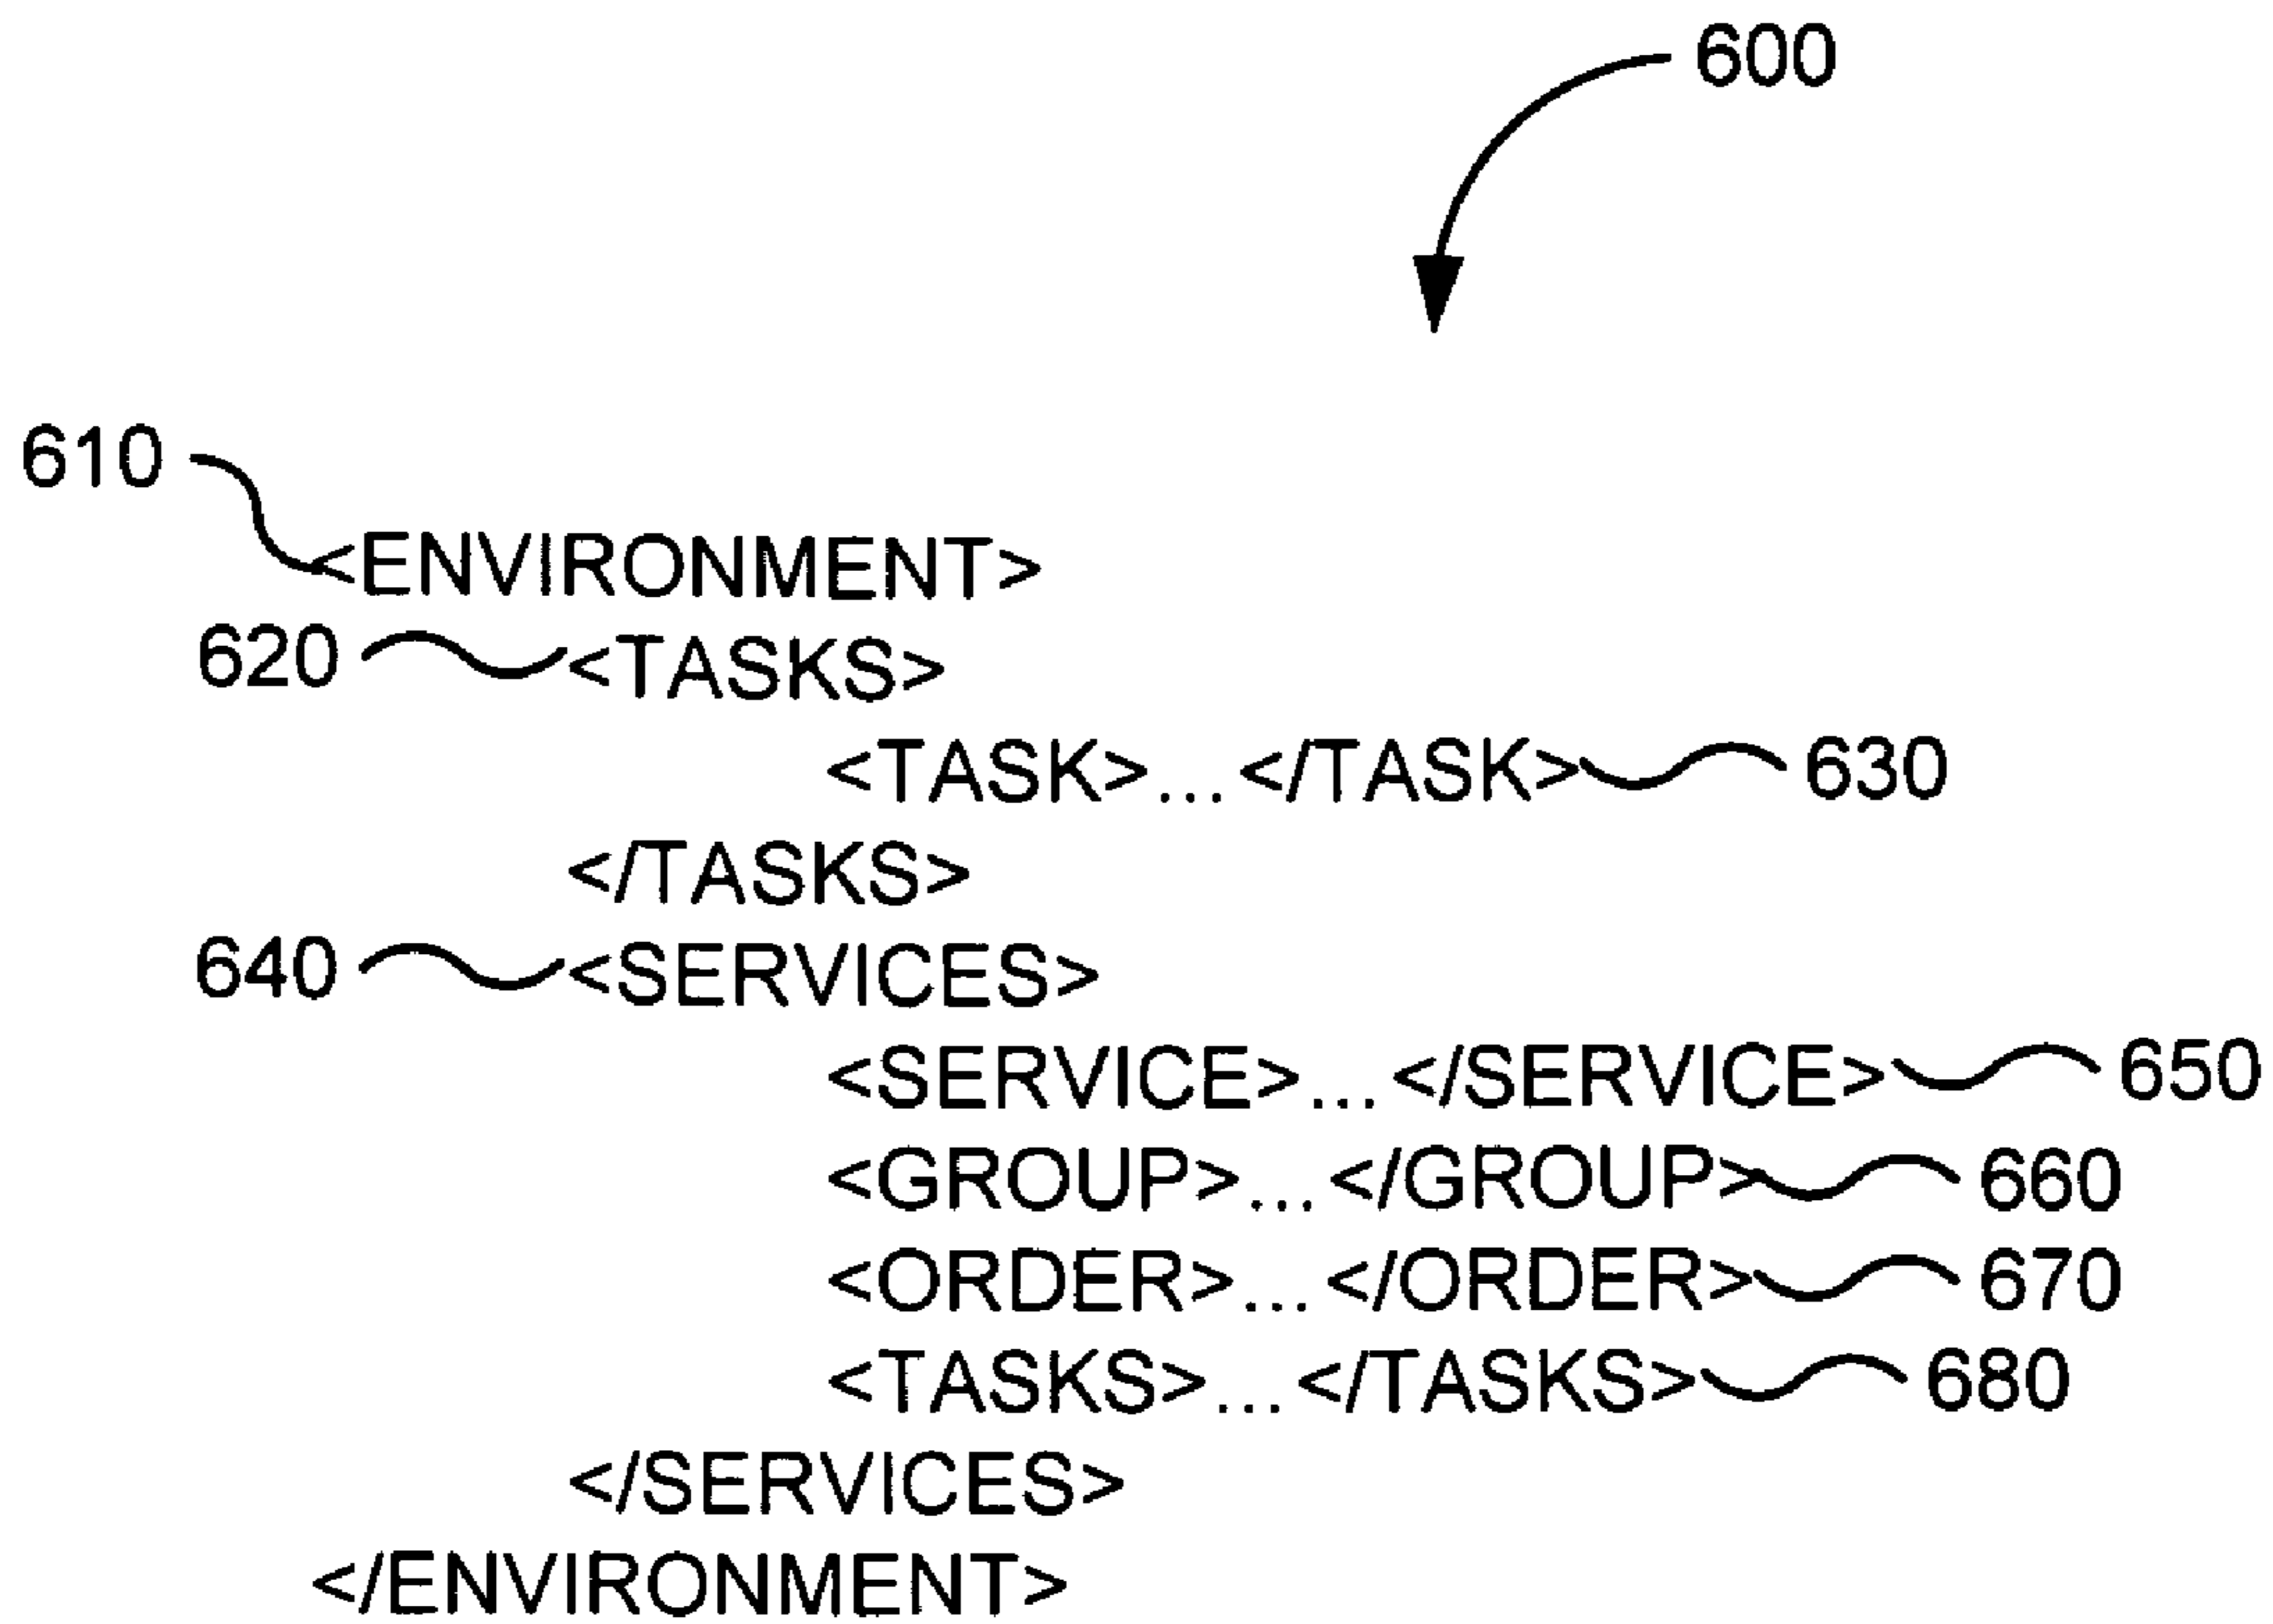 600
610
<ENVIRONMENT>
620 <TASKS>
<TASK>... </TASK> 630
</TASKS>
640 <SERVICES>
<SERVICE>... </SERVICE> 650
<GROUP>... </GROUP> 660
<ORDER>... </ORDER> 670
<TASKS>... </TASKS> 680
</SERVICES>
</ENVIRONMENT>